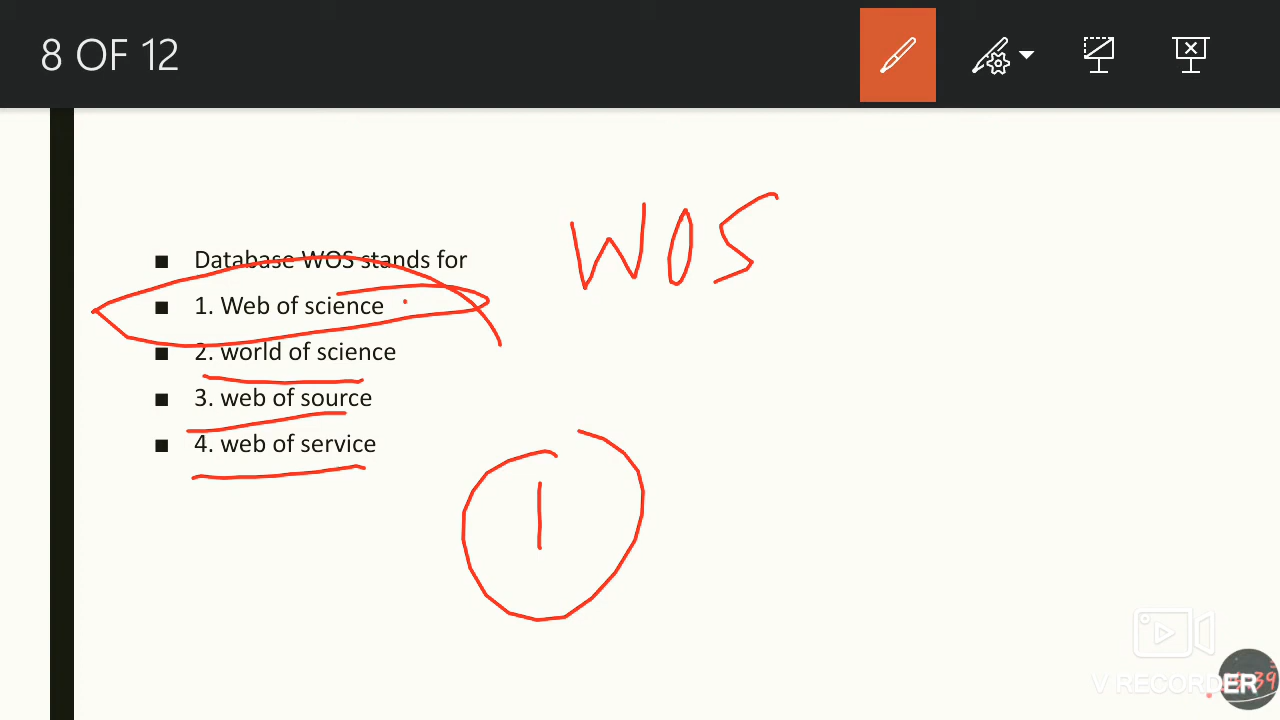 8 OF 12
WOS
■ Database WOS stands for
■ 1. Web of science
■ 2. world of science
■ 3. web of source
■ 4. web of service
1
V RECORDER